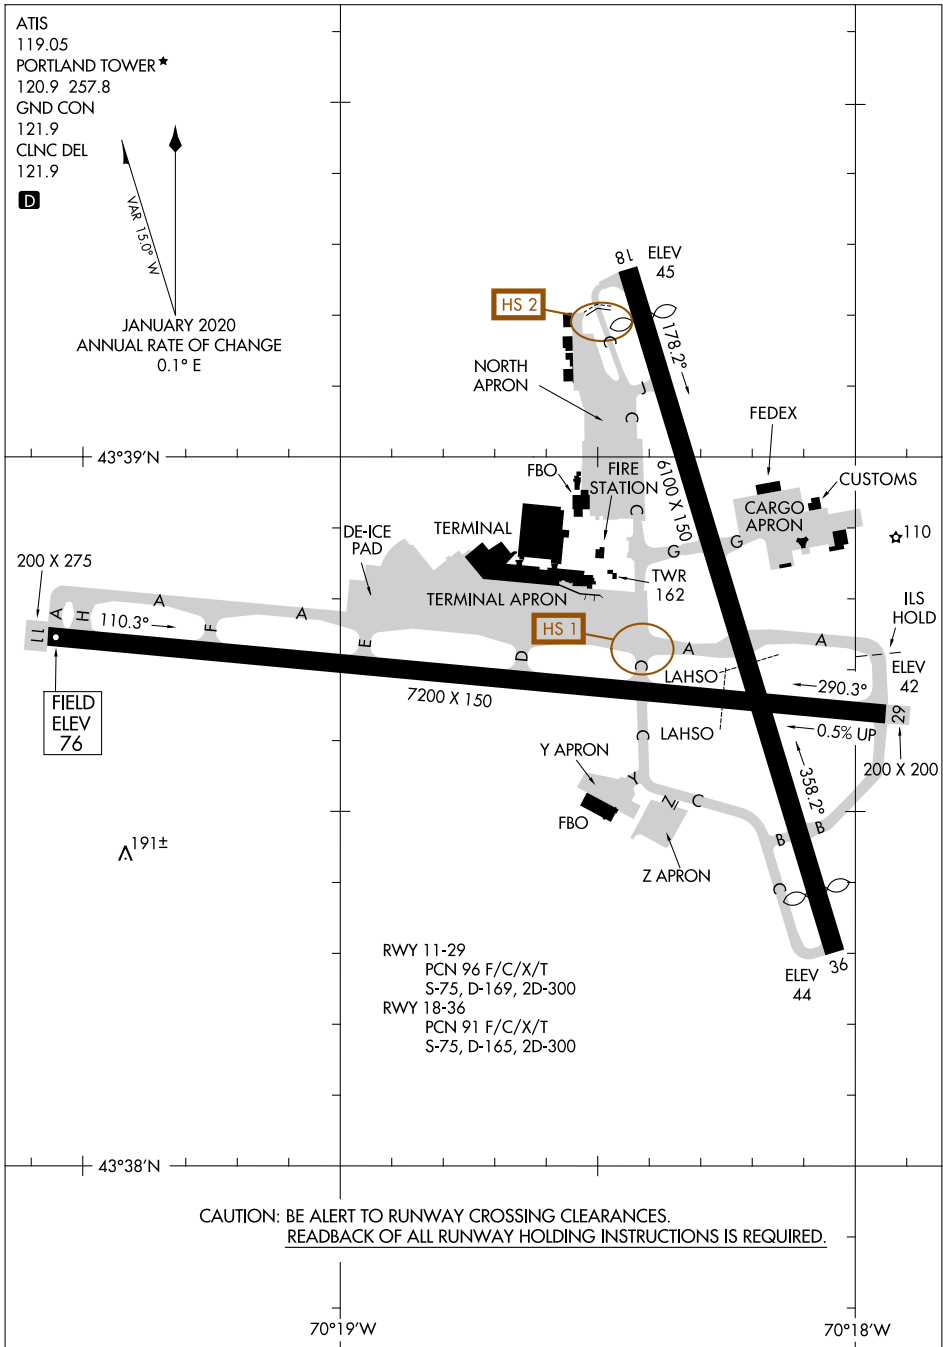 ATIS
119.05
PORTLAND TOWER★
120.9 257.8
GND CON
121.9
CLNC DEL
121.9
D
VAR 15.0° W
JANUARY 2020
ANNUAL RATE OF CHANGE
0.1° E
18
ELEV
45
HS 2
C
178.2°
J
NORTH
APRON
C
FEDEX
43°39'N
6100 X 150
FBO
FIRE
STATION
CUSTOMS
CARGO
APRON
C
DE-ICE
PAD
TERMINAL
G
G
110
200 X 275
TWR
162
TERMINAL APRON
ILS
HOLD
A
H
A
110.3°
F
A
11
E
D
HS 1
C
A
A
LAHSO
ELEV
42
290.3°
7200 X 150
29
FIELD
ELEV
76
LAHSO
C
0.5% UP
200 X 200
Y APRON
Y
Z
C
358.2°
FBO
B
B
191±
Z APRON
C
RWY 11-29
PCN 96 F/C/X/T
S-75, D-169, 2D-300
RWY 18-36
PCN 91 F/C/X/T
S-75, D-165, 2D-300
36
ELEV
44
43°38'N
CAUTION: BE ALERT TO RUNWAY CROSSING CLEARANCES.
READBACK OF ALL RUNWAY HOLDING INSTRUCTIONS IS REQUIRED.
70°19'W
70°18'W